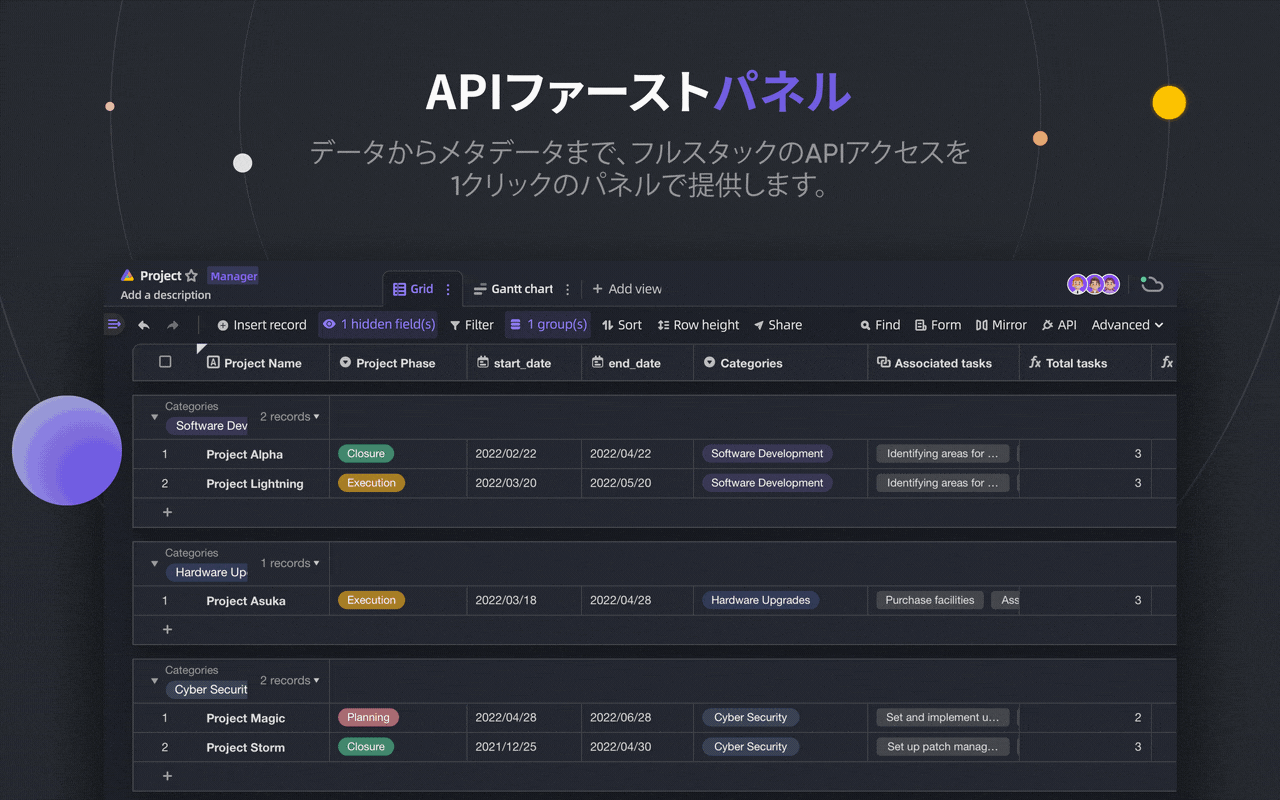 APIファーストパネル
データからメタデータまで、フルスタックのAPIアクセスを
1クリックのパネルで提供します。
Project Manager
Add a description
Grid Gantt chart Add view
Insert record 1 hidden field(s) Filter 1 group(s) Sort Row height Share Find Form Mirror API Advanced
Project Name Project Phase start_date end_date Categories Associated tasks Total tasks
Categories
Software Dev 2 records
1 Project Alpha Closure 2022/02/22 2022/04/22 Software Development Identifying areas for ... 3
2 Project Lightning Execution 2022/03/20 2022/05/20 Software Development Identifying areas for ... 3
+
Categories
Hardware Up 1 records
1 Project Asuka Execution 2022/03/18 2022/04/28 Hardware Upgrades Purchase facilities Ass 3
+
Categories
Cyber Securit 2 records
1 Project Magic Planning 2022/04/28 2022/06/28 Cyber Security Set and implement u... 2
2 Project Storm Closure 2021/12/25 2022/04/30 Cyber Security Set up patch manag... 3
+